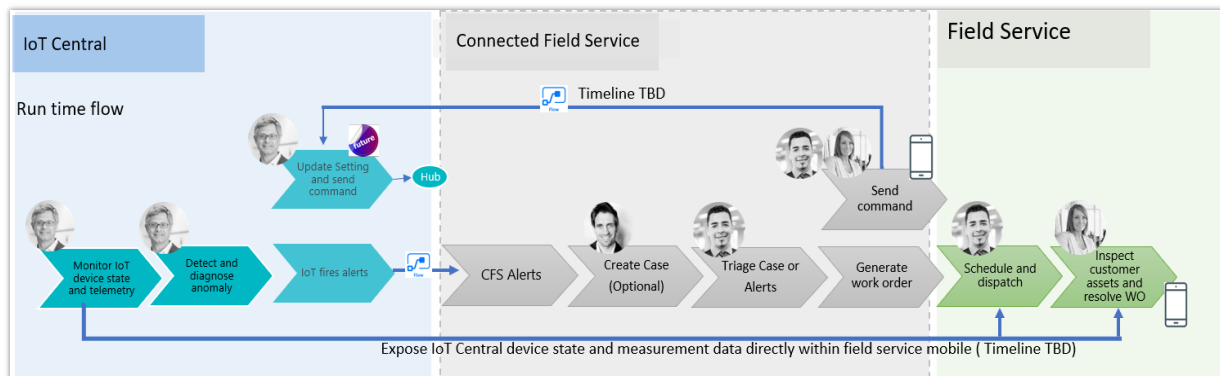 IoT Central
Connected Field Service
Field Service
Run time flow
Flow
Timeline TBD
future
Update Setting
and send
command
Hub
Send
command
Monitor IoT
device state
and telemetry
Detect and
diagnose
anomaly
IoT fires alerts
Flow
CFS Alerts
Create Case
(Optional)
Triage Case or
Alerts
Generate
work order
Schedule and
dispatch
Inspect
customer
assets and
resolve WO
Expose IoT Central device state and measurement data directly within field service mobile ( Timeline TBD)